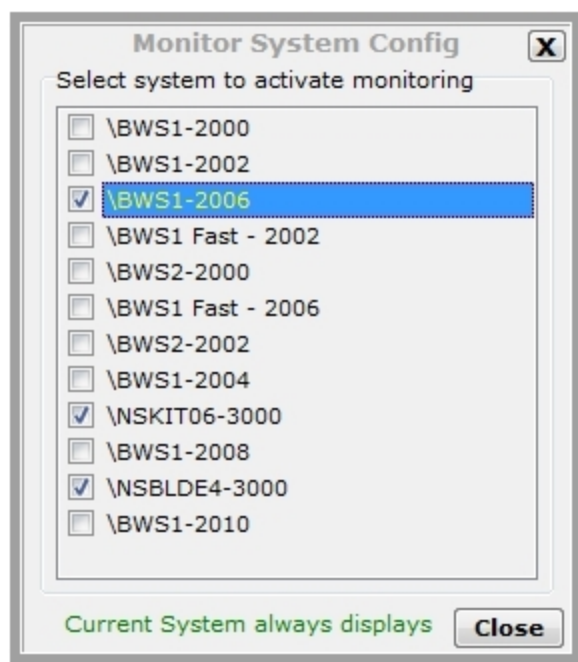 Monitor System Config
X
Select system to activate monitoring
\BWS1-2000
\BWS1-2002
\BWS1-2006
\BWS1 Fast - 2002
\BWS2-2000
\BWS1 Fast - 2006
\BWS2-2002
\BWS1-2004
\NSKIT06-3000
\BWS1-2008
\NSBLDE4-3000
\BWS1-2010
Current System always displays
Close